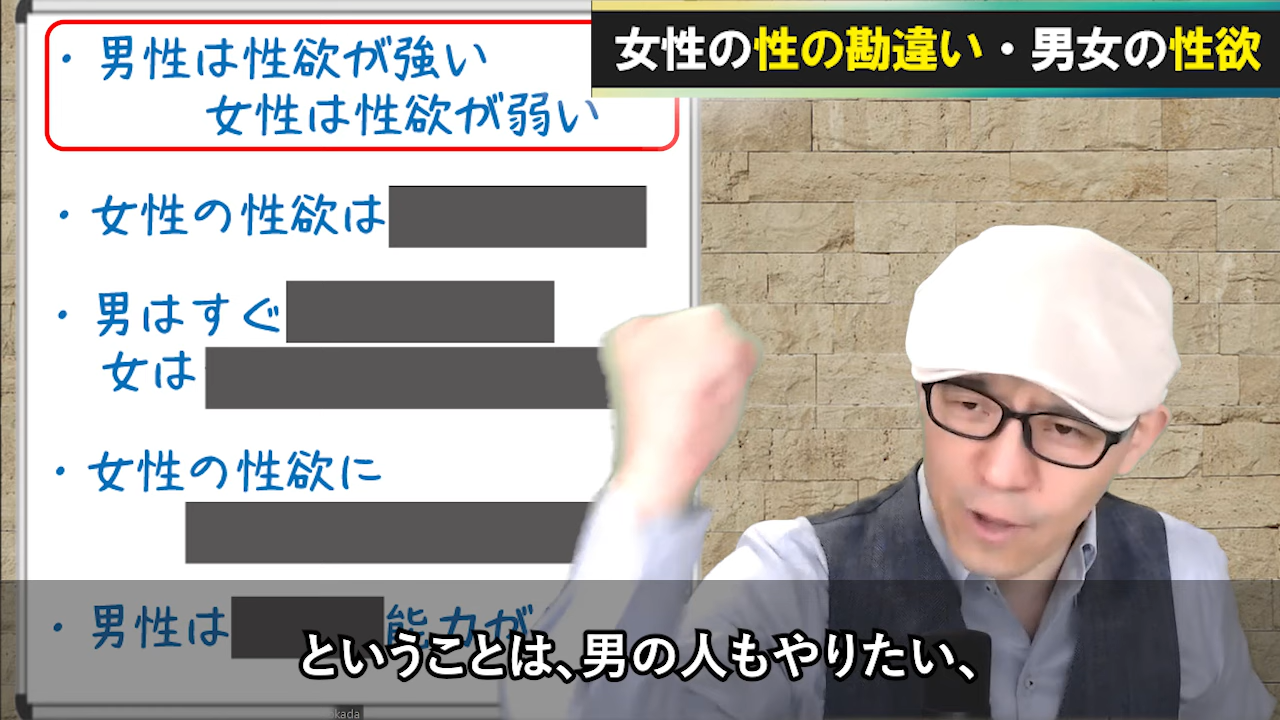 女性の性の勘違い・男女の性欲
・男性は性欲が強い
女性は性欲が弱い
・女性の性欲は
・男はすぐ
女は
・女性の性欲に
・男性は 能力が
ということは、男の人もやりたい、